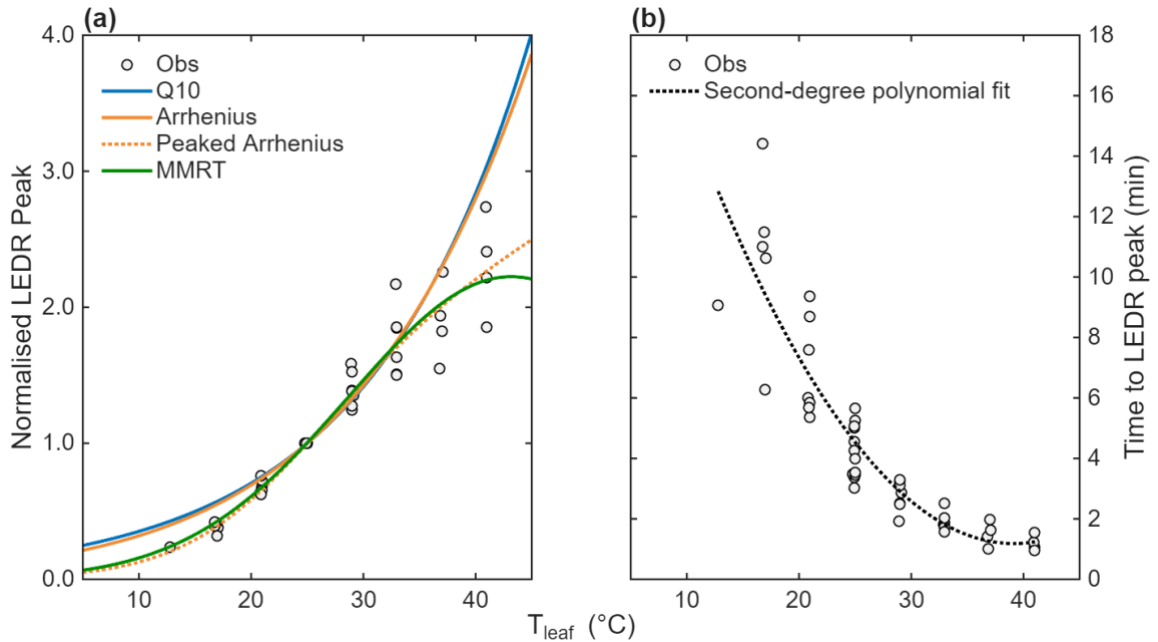 (a)
4.0
3.0
2.0
1.0
0.0
Normalised LEDR Peak
Obs
Q10
Arrhenius
Peaked Arrhenius
MMRT
10
20
30
40
(b)
Obs
Second-degree polynomial fit
18
16
14
12
10
8
6
4
2
0
Time to LEDR peak (min)
10
20
30
40
T_leaf (°C)